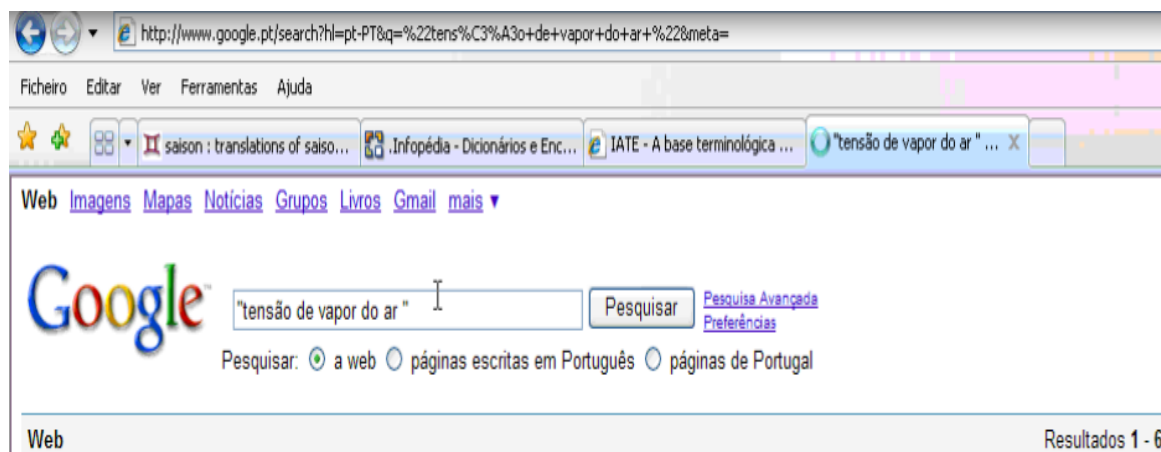 http://www.google.pt/search?hl=pt-PT&q=%22tens%C3%A3o+de+vapor+do+ar+%22&meta=
Ficheiro Editar Ver Ferramentas Ajuda
saison : translations of saiso... .Infopédia - Dicionários e Enc... IATE - A base terminológica ... "tensão de vapor do ar " ... X
Web Imagens Mapas Notícias Grupos Livros Gmail mais ▼
Google "tensão de vapor do ar " Pesquisar Pesquisa Avançada
Preferências
Pesquisar: a web páginas escritas em Português páginas de Portugal
Web Resultados 1 - 6